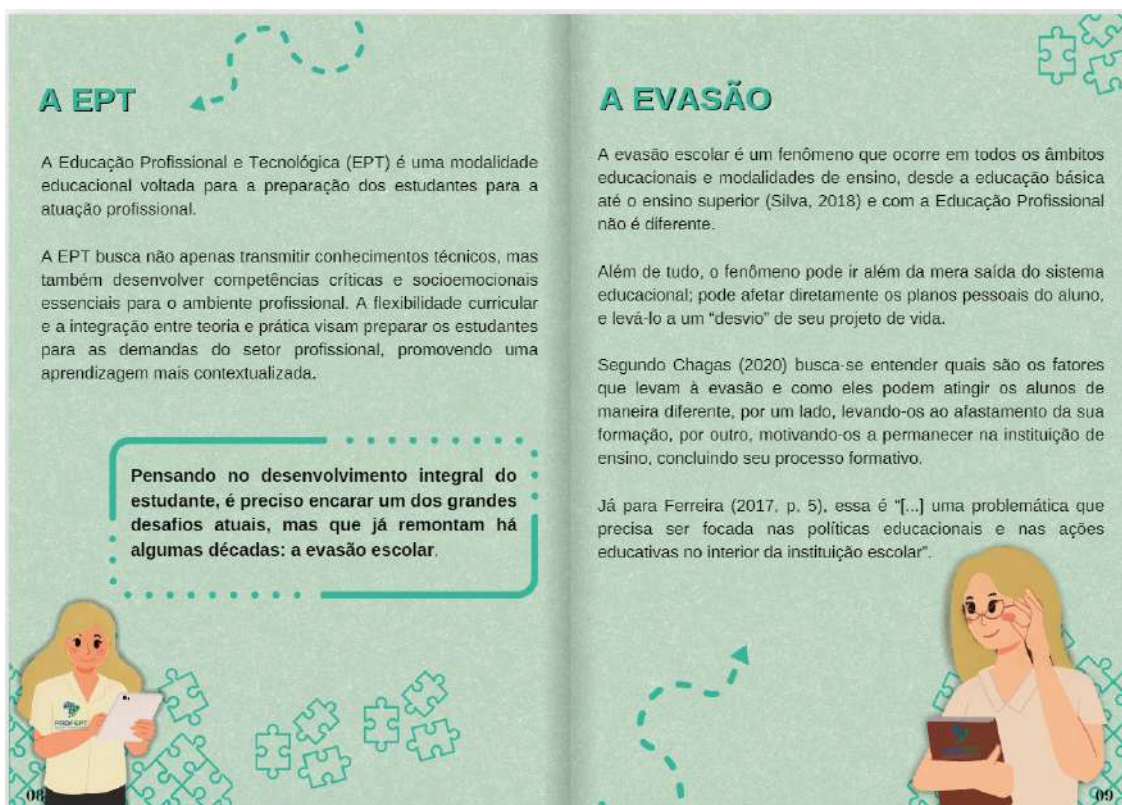 A EPT
A Educação Profissional e Tecnológica (EPT) é uma modalidade
educacional voltada para a preparação dos estudantes para a
atuação profissional.
A EPT busca não apenas transmitir conhecimentos técnicos, mas
também desenvolver competências críticas e socioemocionais
essenciais para o ambiente profissional. A flexibilidade curricular
e a integração entre teoria e prática visam preparar os estudantes
para as demandas do setor profissional, promovendo uma
aprendizagem mais contextualizada.
Pensando no desenvolvimento integral do
estudante, é preciso encarar um dos grandes
desafios atuais, mas que já remontam há
algumas décadas: a evasão escolar.
PROFEPT
08
A EVASÃO
A evasão escolar é um fenômeno que ocorre em todos os âmbitos
educacionais e modalidades de ensino, desde a educação básica
até o ensino superior (Silva, 2018) e com a Educação Profissional
não é diferente.
Além de tudo, o fenômeno pode ir além da mera saída do sistema
educacional; pode afetar diretamente os planos pessoais do aluno,
e levá-lo a um “desvio” de seu projeto de vida.
Segundo Chagas (2020) busca-se entender quais são os fatores
que levam à evasão e como eles podem atingir os alunos de
maneira diferente, por um lado, levando-os ao afastamento da sua
formação, por outro, motivando-os a permanecer na instituição de
ensino, concluindo seu processo formativo.
Já para Ferreira (2017, p. 5), essa é “[...] uma problemática que
precisa ser focada nas políticas educacionais e nas ações
educativas no interior da instituição escolar”.
09